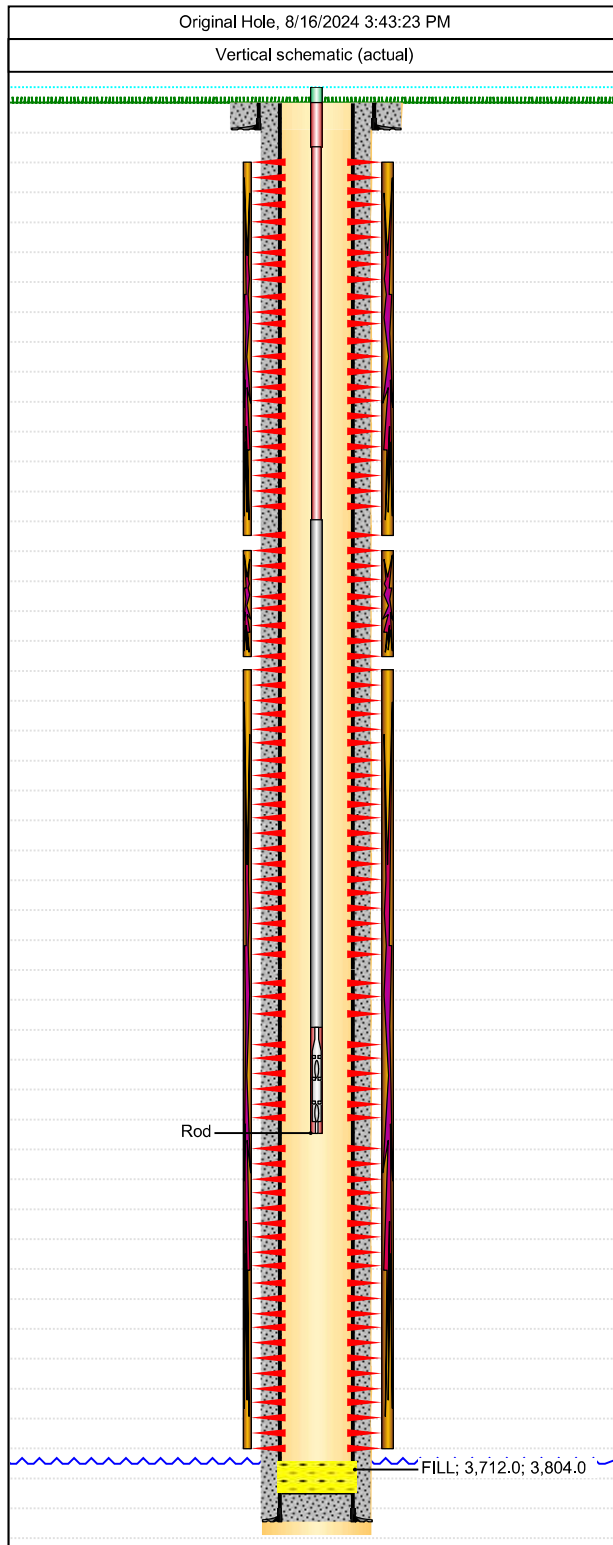 Original Hole, 8/16/2024 3:43:23 PM
Vertical schematic (actual)
Rod
FILL; 3,712.0; 3,804.0